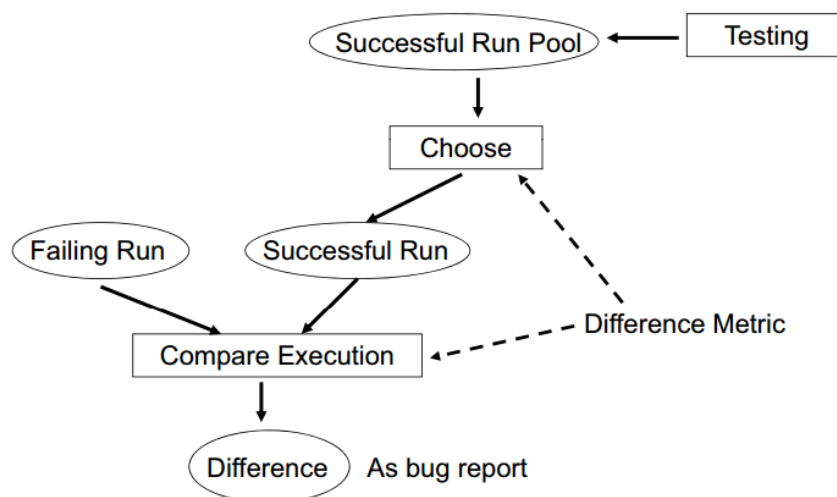 Successful Run Pool
Testing
Choose
Failing Run
Successful Run
Difference Metric
Compare Execution
Difference
As bug report